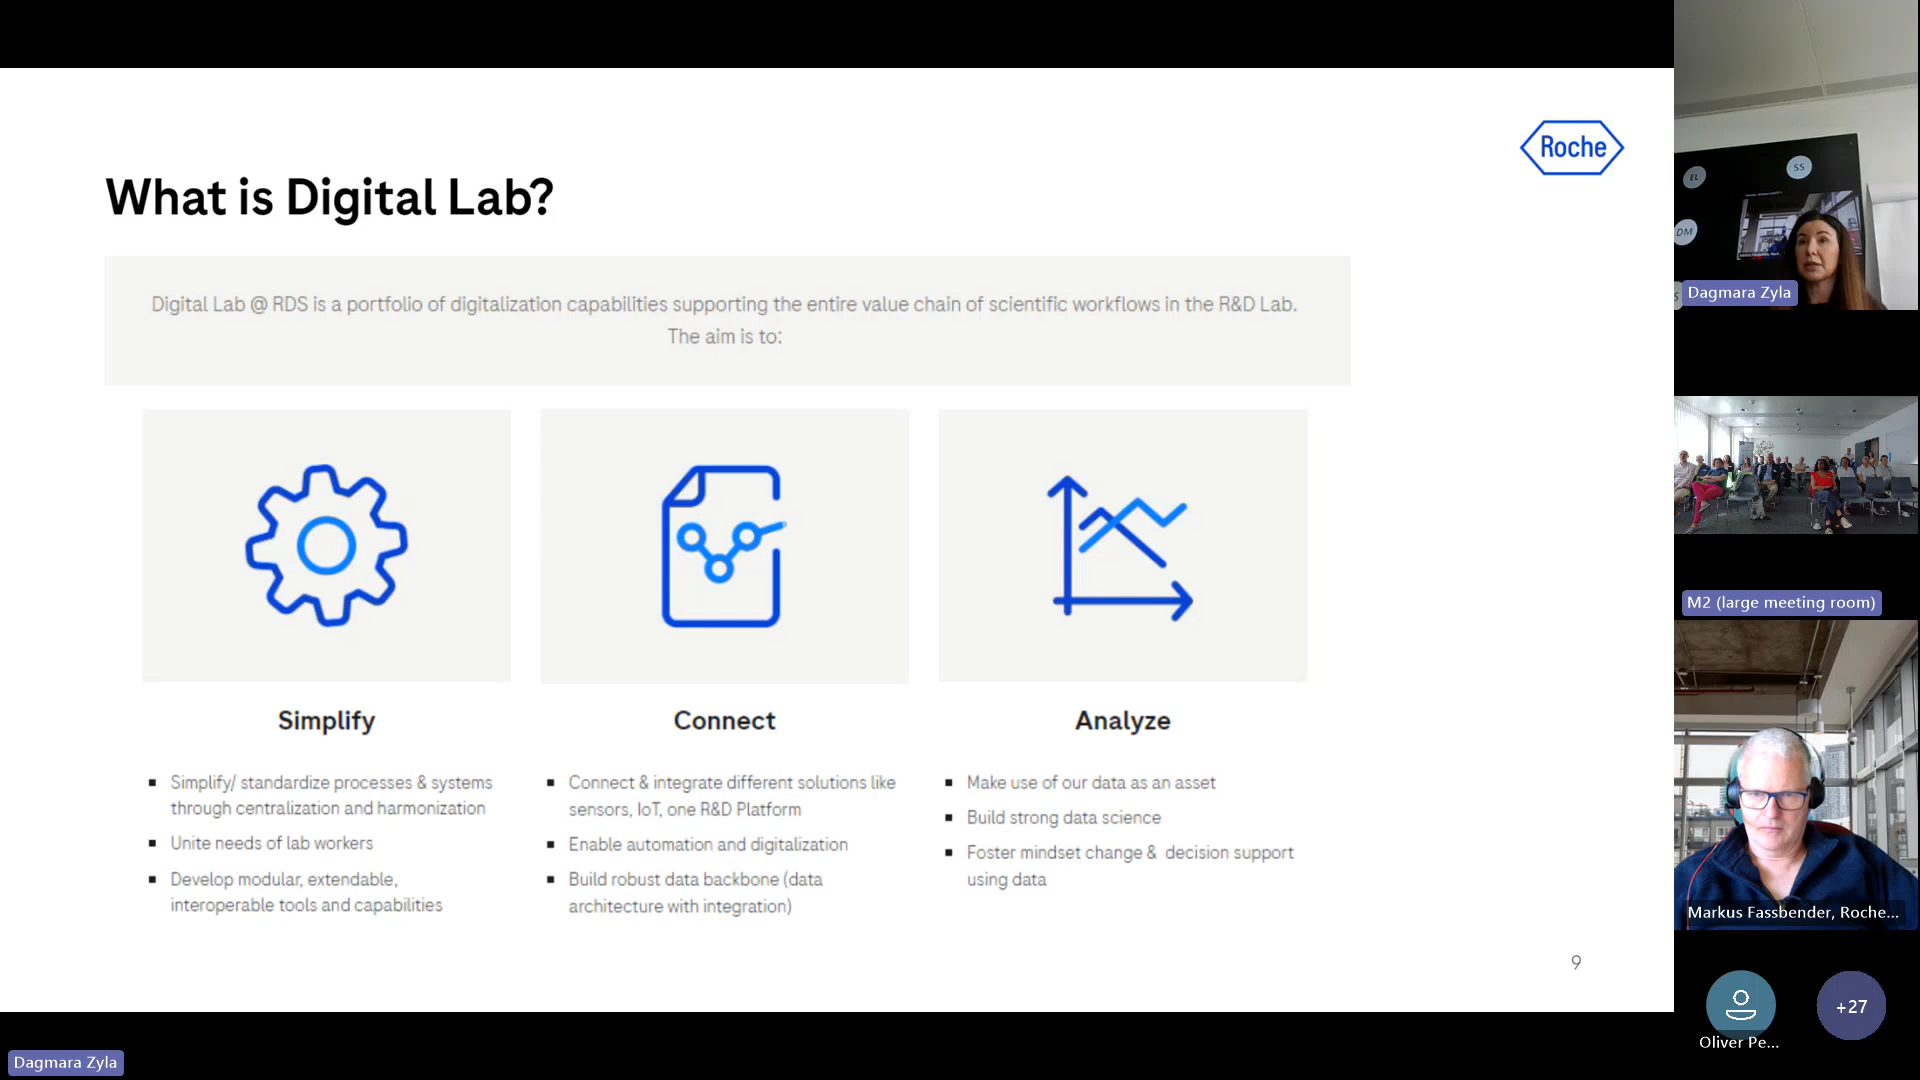 Roche
What is Digital Lab?
Digital Lab @ RDS is a portfolio of digitalization capabilities supporting the entire value chain of scientific workflows in the R&D Lab.
The aim is to:
Simplify
Simplify/ standardize processes & systems
through centralization and harmonization
Unite needs of lab workers
Develop modular, extendable,
interoperable tools and capabilities
Connect
Connect & integrate different solutions like
sensors, IoT, one R&D Platform
Enable automation and digitalization
Build robust data backbone (data
architecture with integration)
Analyze
Make use of our data as an asset
Build strong data science
Foster mindset change & decision support
using data
9
Dagmara Zyla
EL
SS
DM
Dagmara Zyla
M2 (large meeting room)
Markus Fassbender, Roche...
Oliver Pe...
+27